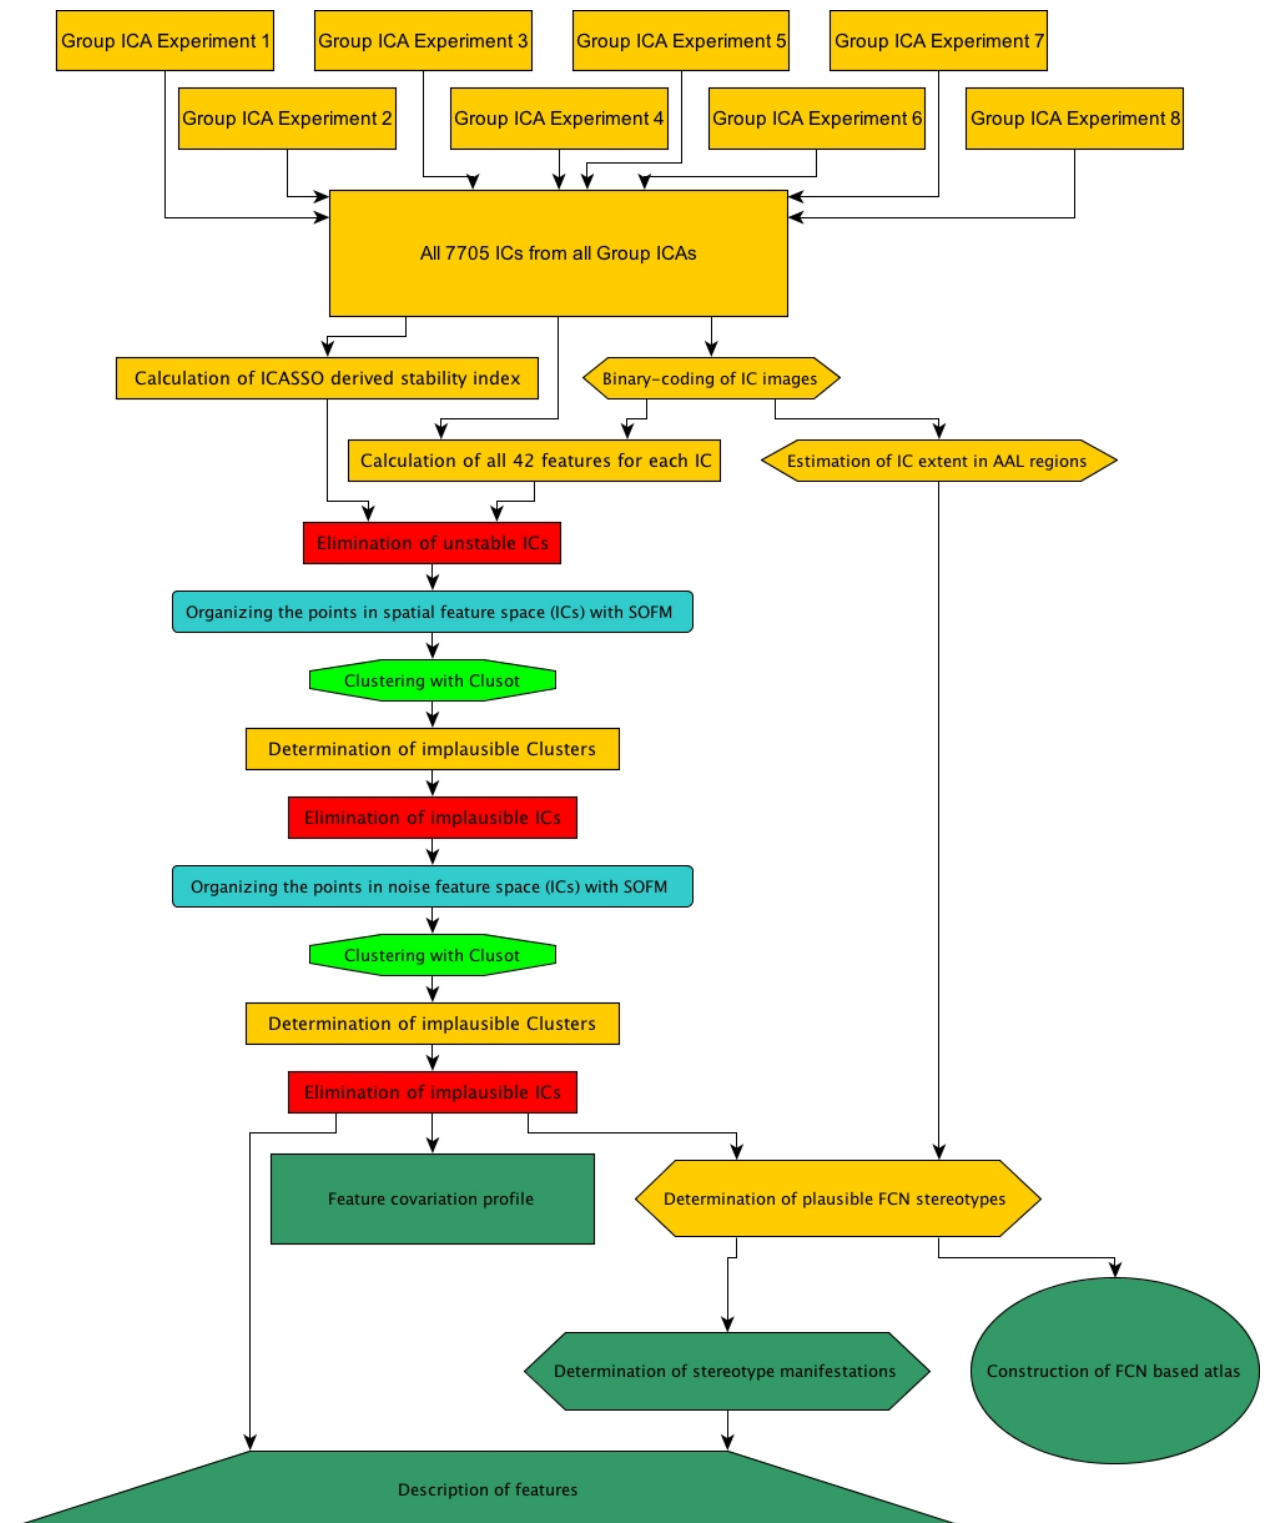 Group ICA Experiment 1
Group ICA Experiment 3
Group ICA Experiment 5
Group ICA Experiment 7
Group ICA Experiment 2
Group ICA Experiment 4
Group ICA Experiment 6
Group ICA Experiment 8
All 7705 ICs from all Group ICAs
Calculation of ICASSO derived stability index
Binary-coding of IC images
Calculation of all 42 features for each IC
Estimation of IC extent in AAL regions
Elimination of unstable ICs
Organizing the points in spatial feature space (ICs) with SOFM
Clustering with Clusot
Determination of implausible Clusters
Elimination of implausible ICs
Organizing the points in noise feature space (ICs) with SOFM
Clustering with Clusot
Determination of implausible Clusters
Elimination of implausible ICs
Feature covariation profile
Determination of plausible FCN stereotypes
Determination of stereotype manifestations
Construction of FCN based atlas
Description of features